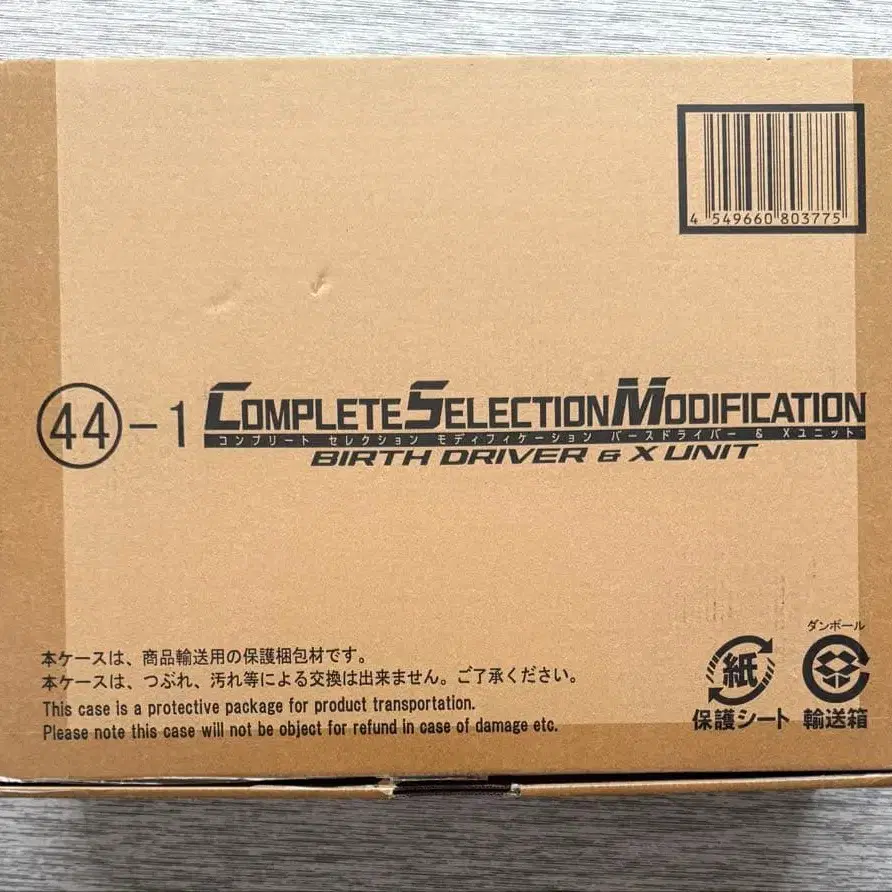 4 549660 803775
44-1 COMPLETE SELECTION MODIFICATION
コンプリート セレクション モディフィケーション バースドライバー & Xユニット
BIRTH DRIVER & X UNIT
本ケースは、商品輸送用の保護梱包材です。
本ケースは、つぶれ、汚れ等による交換は出来ません。ご了承ください。
This case is a protective package for product transportation.
Please note this case will not be object for refund in case of damage etc.
紙
保護シート
ダンボール
輸送箱